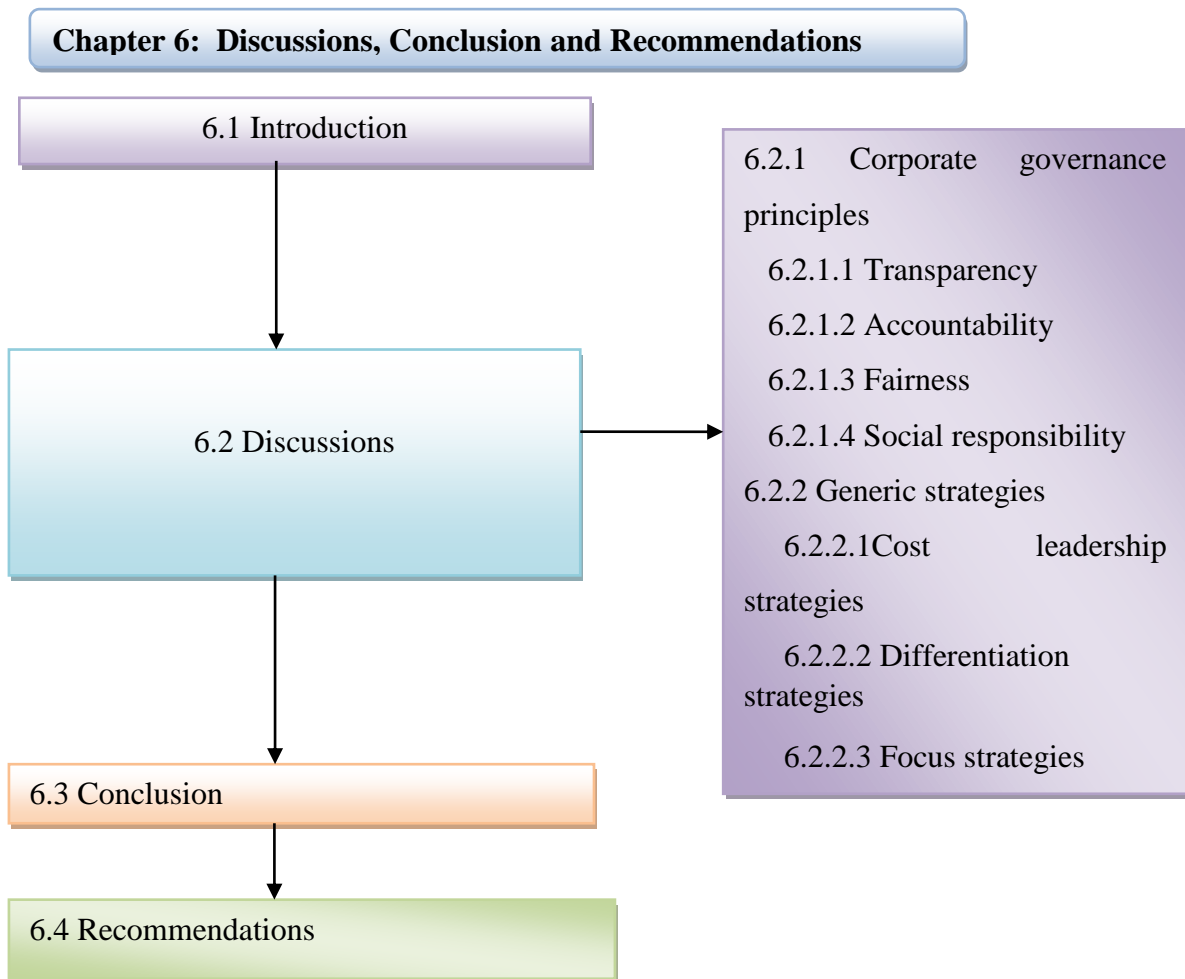 Chapter 6: Discussions, Conclusion and Recommendations
6.1 Introduction
6.2 Discussions
6.2.1 Corporate governance
principles
6.2.1.1 Transparency
6.2.1.2 Accountability
6.2.1.3 Fairness
6.2.1.4 Social responsibility
6.2.2 Generic strategies
6.2.2.1Cost leadership
strategies
6.2.2.2 Differentiation
strategies
6.2.2.3 Focus strategies
6.3 Conclusion
6.4 Recommendations